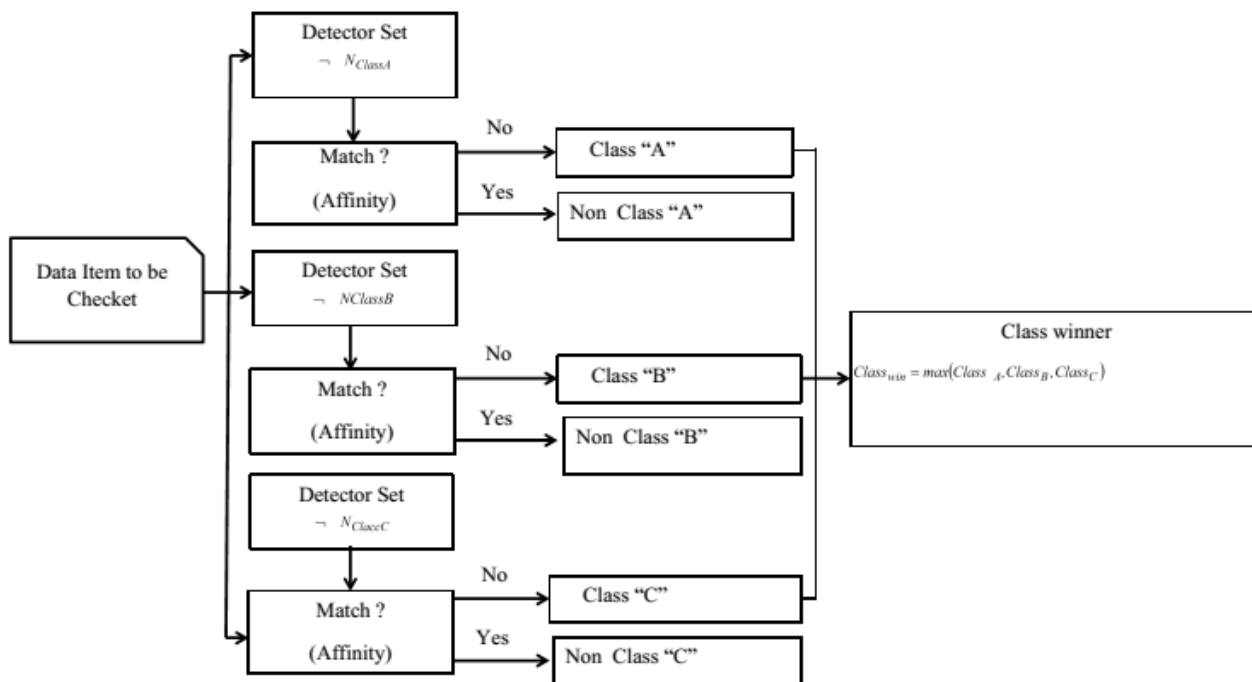 Detector Set
¬ N_ClassA
No
Match ?
Class “A”
(Affinity)
Yes
Non Class “A”
Data Item to be
Checket
Detector Set
¬ NClassB
Class winner
Class_win = max(Class _A, Class_B, Class_C)
No
Match ?
Class “B”
(Affinity)
Yes
Non Class “B”
Detector Set
¬ N_ClaccC
No
Match ?
Class “C”
(Affinity)
Yes
Non Class “C”